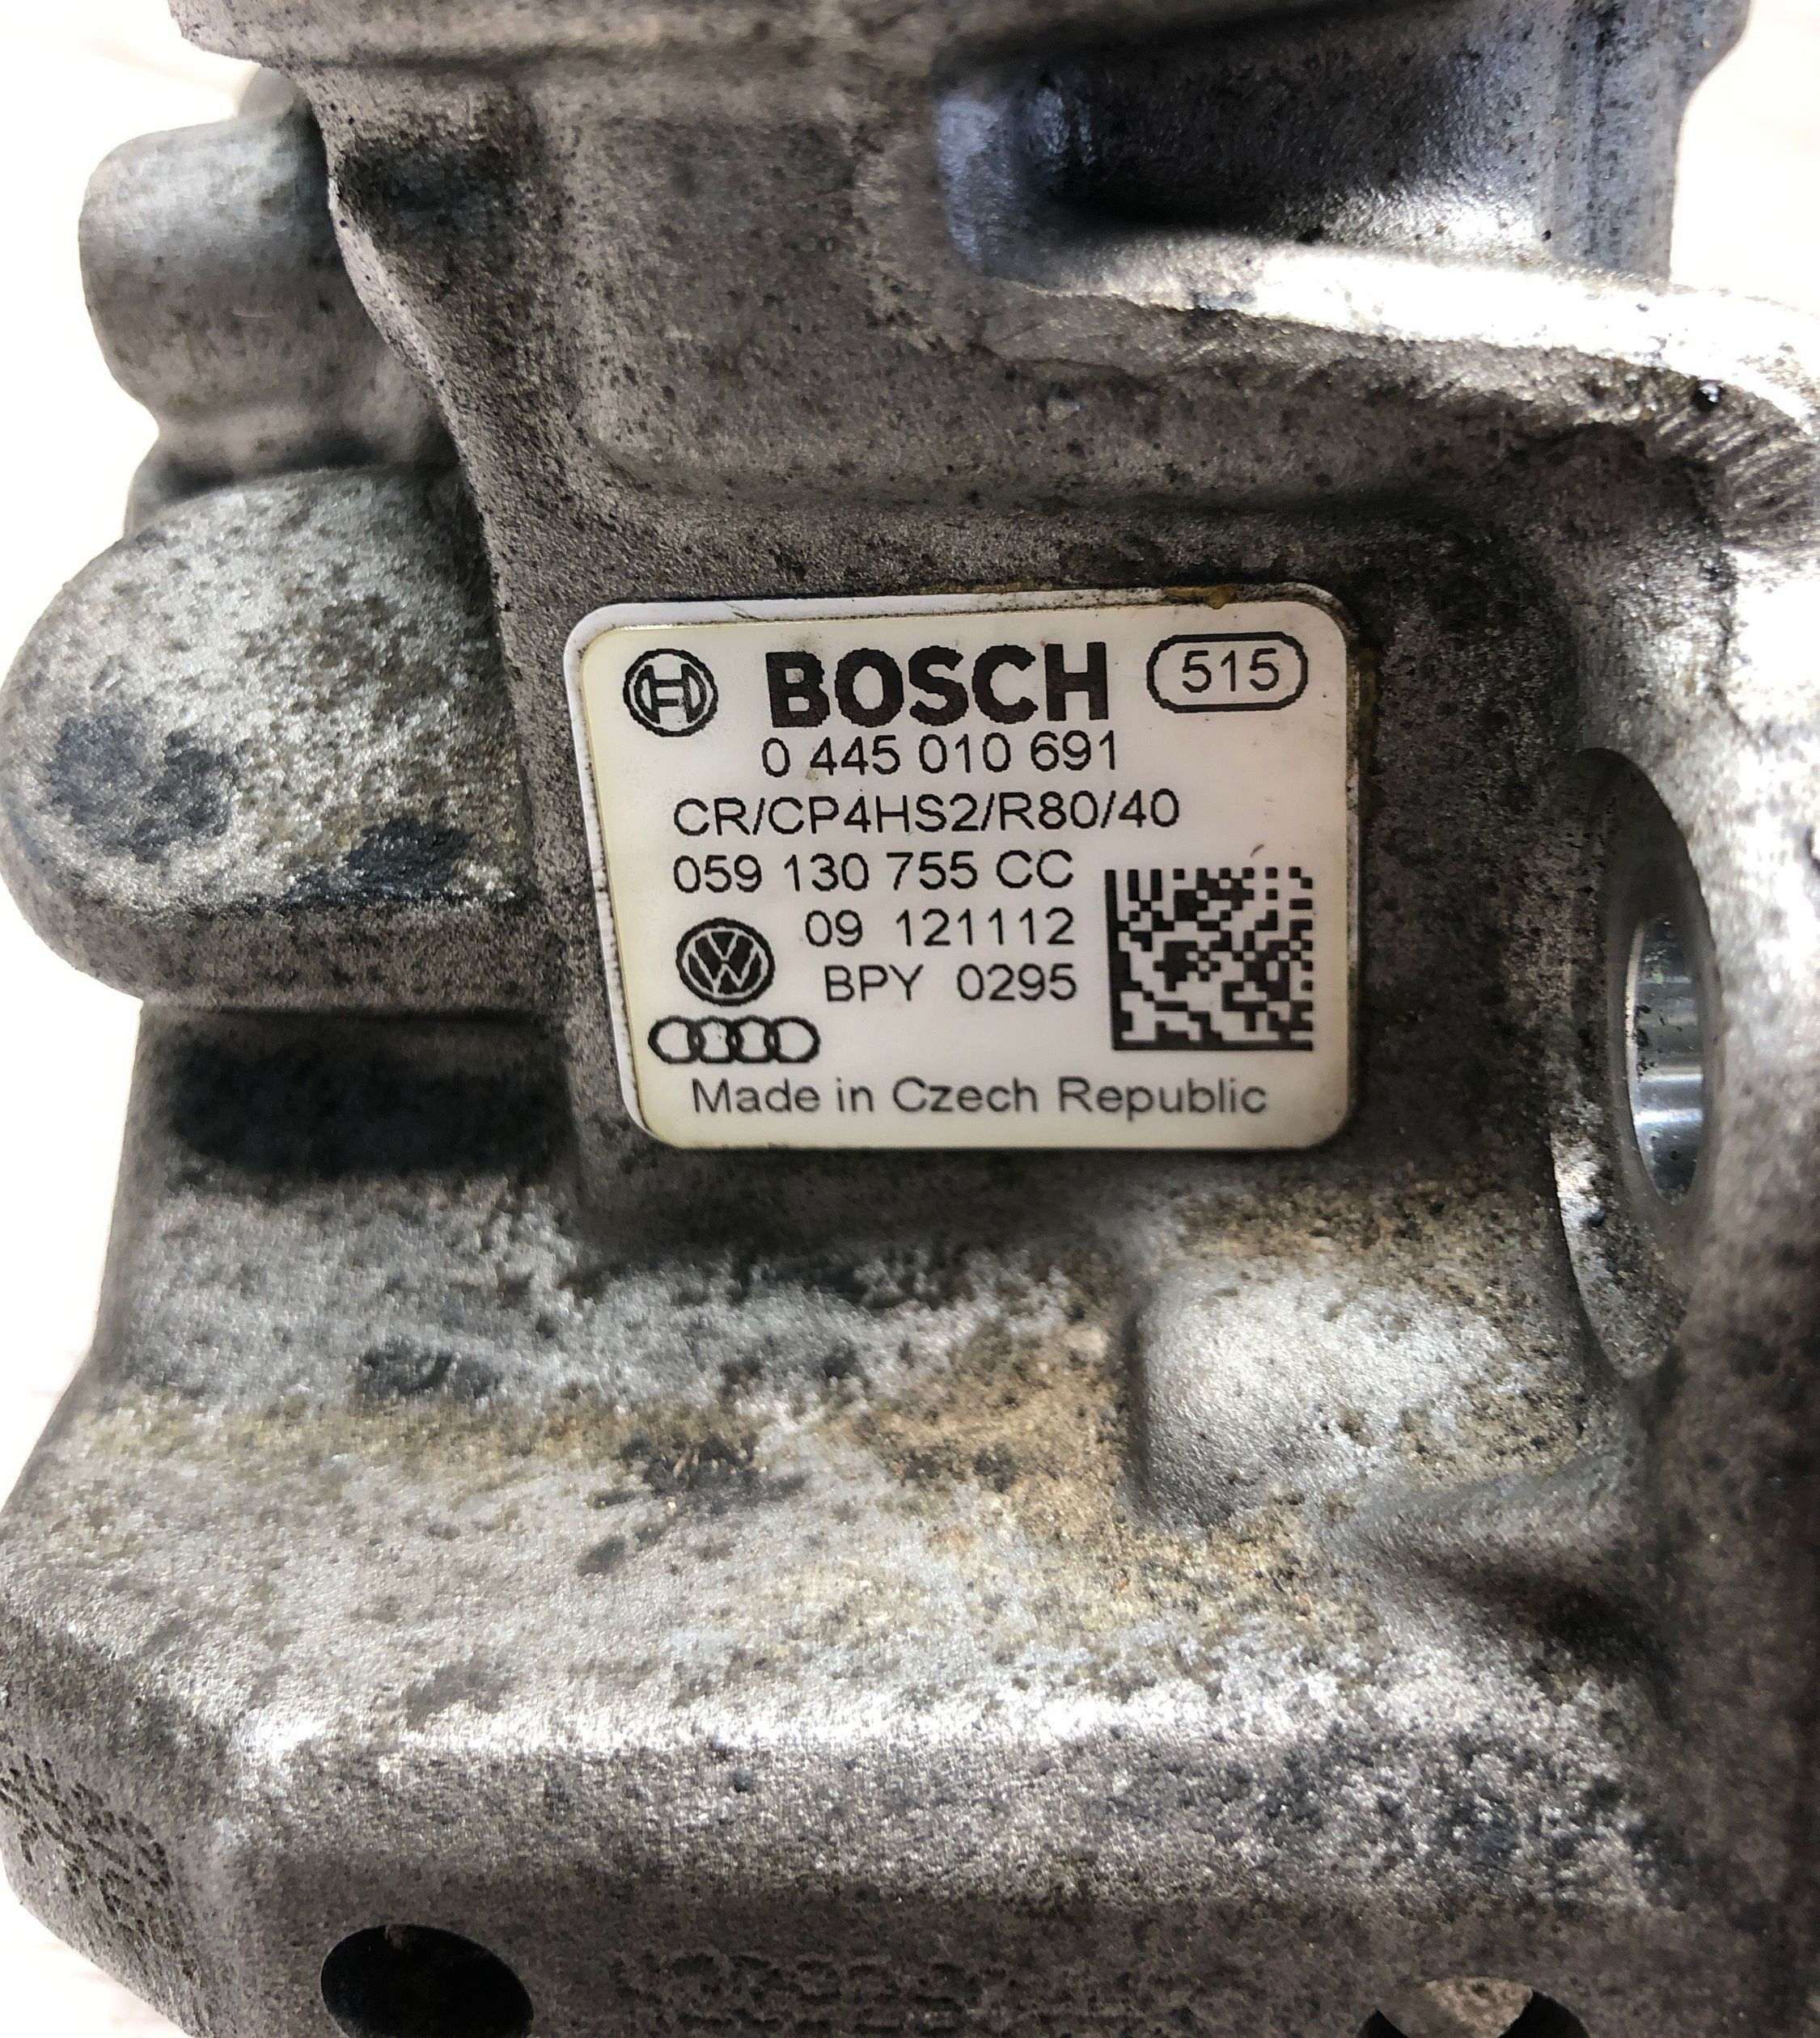 BOSCH 515
0 445 010 691
CR/CP4HS2/R80/40
059 130 755 CC
09 121112
BPY 0295
Made in Czech Republic